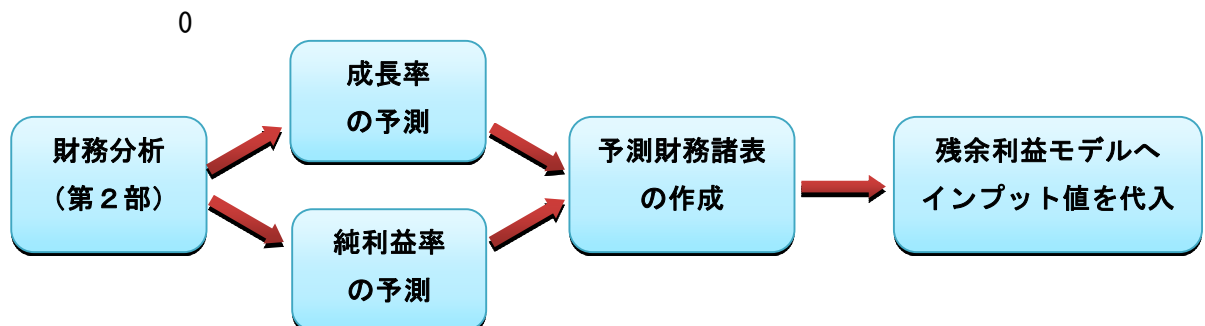 0
財務分析
（第２部）
成長率
の予測
純利益率
の予測
予測財務諸表
の作成
残余利益モデルへ
インプット値を代入